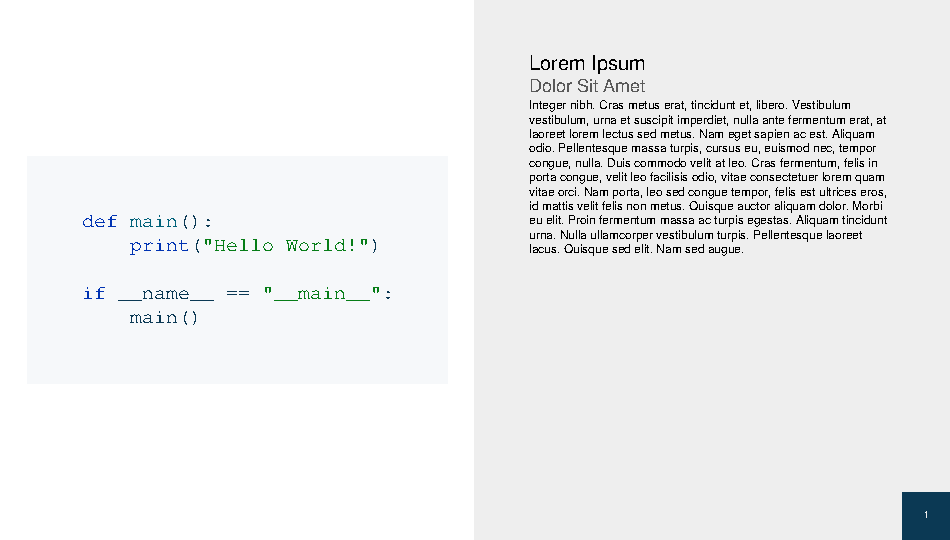 def main():
    print("Hello World!")
if __name__ == "__main__":
    main()
Lorem Ipsum
Dolor Sit Amet
Integer nibh. Cras metus erat, tincidunt et, libero. Vestibulum
vestibulum, urna et suscipit imperdiet, nulla ante fermentum erat, at
laoreet lorem lectus sed metus. Nam eget sapien ac est. Aliquam
odio. Pellentesque massa turpis, cursus eu, euismod nec, tempor
congue, nulla. Duis commodo velit at leo. Cras fermentum, felis in
porta congue, velit leo facilisis odio, vitae consectetuer lorem quam
vitae orci. Nam porta, leo sed congue tempor, felis est ultrices eros,
id mattis velit felis non metus. Quisque auctor aliquam dolor. Morbi
eu elit. Proin fermentum massa ac turpis egestas. Aliquam tincidunt
urna. Nulla ullamcorper vestibulum turpis. Pellentesque laoreet
lacus. Quisque sed elit. Nam sed augue.
1